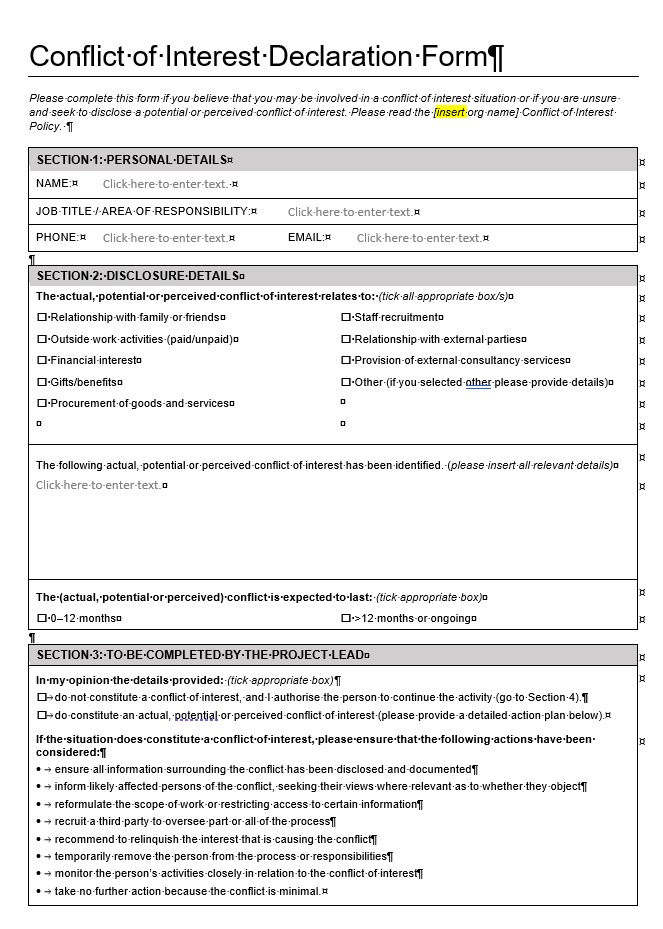 Conflict of Interest Declaration Form¶
Please complete this form if you believe that you may be involved in a conflict of interest situation or if you are unsure
and seek to disclose a potential or perceived conflict of interest. Please read the [insert org name] Conflict of Interest
Policy. ¶
SECTION 1: PERSONAL DETAILS¤
NAME:¤ Click here to enter text. ¤
JOB TITLE / AREA OF RESPONSIBILITY:¤ Click here to enter text.¤
PHONE:¤ Click here to enter text.¤ EMAIL:¤ Click here to enter text.¤
¶
SECTION 2: DISCLOSURE DETAILS¤
The actual, potential or perceived conflict of interest relates to: (tick all appropriate box/s)¤
☐ Relationship with family or friends¤ ☐ Staff recruitment¤
☐ Outside work activities (paid/unpaid)¤ ☐ Relationship with external parties¤
☐ Financial interest¤ ☐ Provision of external consultancy services¤
☐ Gifts/benefits¤ ☐ Other (if you selected other please provide details)¤
☐ Procurement of goods and services¤ ¤
¤ ¤
The following actual, potential or perceived conflict of interest has been identified. (please insert all relevant details)¤
Click here to enter text.¤
The (actual, potential or perceived) conflict is expected to last: (tick appropriate box)¤
☐ 0–12 months¤ ☐ >12 months or ongoing¤
¶
SECTION 3: TO BE COMPLETED BY THE PROJECT LEAD¤
In my opinion the details provided: (tick appropriate box)¶
☐→do not constitute a conflict of interest, and I authorise the person to continue the activity (go to Section 4).¶
☐→do constitute an actual, potential or perceived conflict of interest (please provide a detailed action plan below).¤
If the situation does constitute a conflict of interest, please ensure that the following actions have been
considered:¶
• → ensure all information surrounding the conflict has been disclosed and documented¶
• → inform likely affected persons of the conflict, seeking their views where relevant as to whether they object¶
• → reformulate the scope of work or restricting access to certain information¶
• → recruit a third party to oversee part or all of the process¶
• → recommend to relinquish the interest that is causing the conflict¶
• → temporarily remove the person from the process or responsibilities¶
• → monitor the person's activities closely in relation to the conflict of interest¶
• → take no further action because the conflict is minimal.¤